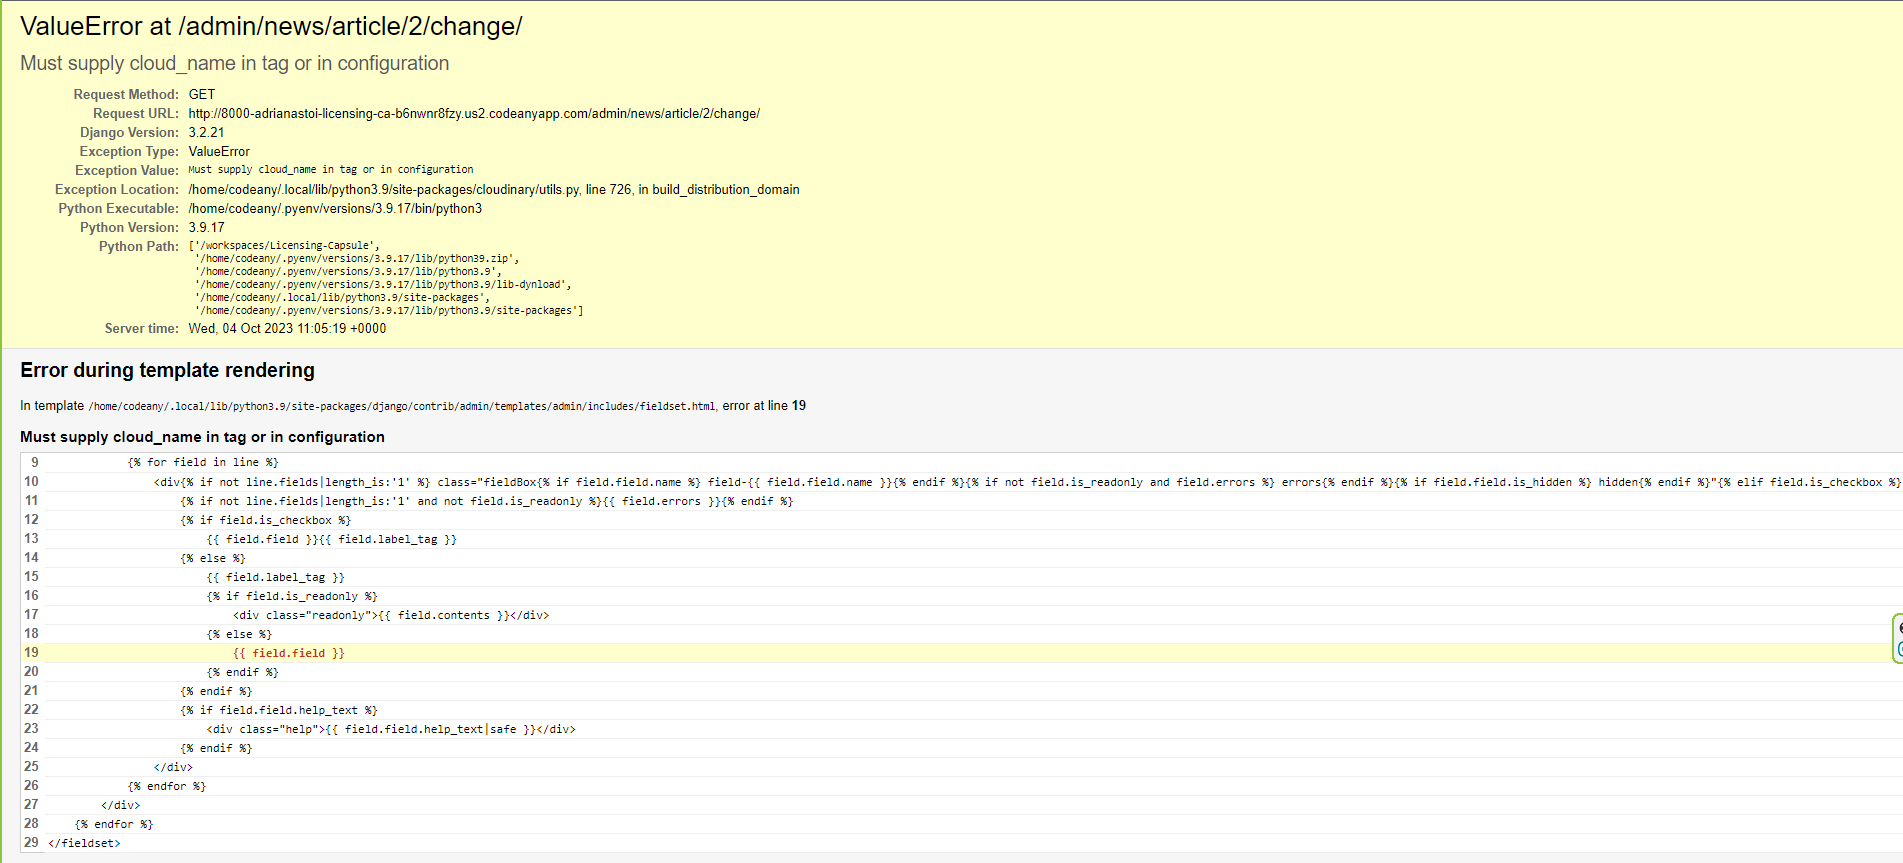 ValueError at /admin/news/article/2/change/
Must supply cloud_name in tag or in configuration
Request Method: GET
Request URL: http://8000-adrianastoi-licensing-ca-b6nwnr8fzy.us2.codeanyapp.com/admin/news/article/2/change/
Django Version: 3.2.21
Exception Type: ValueError
Exception Value: Must supply cloud_name in tag or in configuration
Exception Location: /home/codeany/.local/lib/python3.9/site-packages/cloudinary/utils.py, line 726, in build_distribution_domain
Python Executable: /home/codeany/.pyenv/versions/3.9.17/bin/python3
Python Version: 3.9.17
Python Path: ['/workspaces/Licensing-Capsule',
'/home/codeany/.pyenv/versions/3.9.17/lib/python39.zip',
'/home/codeany/.pyenv/versions/3.9.17/lib/python3.9',
'/home/codeany/.pyenv/versions/3.9.17/lib/python3.9/lib-dynload',
'/home/codeany/.local/lib/python3.9/site-packages',
'/home/codeany/.pyenv/versions/3.9.17/lib/python3.9/site-packages']
Server time: Wed, 04 Oct 2023 11:05:19 +0000
Error during template rendering
In template /home/codeany/.local/lib/python3.9/site-packages/django/contrib/admin/templates/admin/includes/fieldset.html, error at line 19
Must supply cloud_name in tag or in configuration
9 {% for field in line %}
10 <div{% if not line.fields|length_is:'1' %} class="fieldBox{% if field.field.name %} field-{{ field.field.name }}{% endif %}{% if not field.is_readonly and field.errors %} errors{% endif %}{% if field.field.is_hidden %} hidden{% endif %}"{% elif field.is_checkbox %}
11 {% if not line.fields|length_is:'1' and not field.is_readonly %}{{ field.errors }}{% endif %}
12 {% if field.is_checkbox %}
13 {{ field.field }}{{ field.label_tag }}
14 {% else %}
15 {{ field.label_tag }}
16 {% if field.is_readonly %}
17 <div class="readonly">{{ field.contents }}</div>
18 {% else %}
19 {{ field.field }}
20 {% endif %}
21 {% endif %}
22 {% if field.field.help_text %}
23 <div class="help">{{ field.field.help_text|safe }}</div>
24 {% endif %}
25 </div>
26 {% endfor %}
27 </div>
28 {% endfor %}
29 </fieldset>